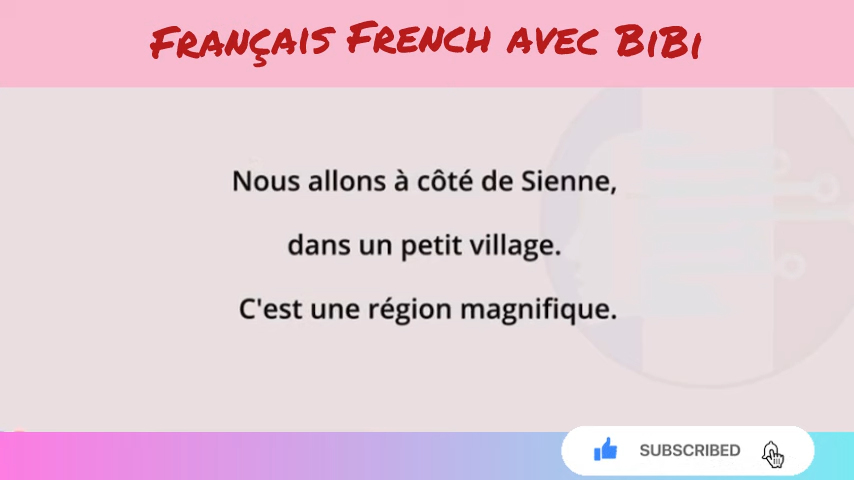 FRANÇAIS FRENCH AVEC BIBI
Nous allons à côté de Sienne,
dans un petit village.
C'est une région magnifique.
SUBSCRIBED